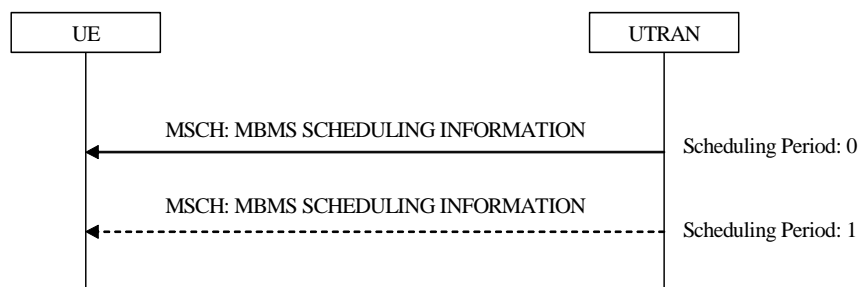 UE
UTRAN
MSCH: MBMS SCHEDULING INFORMATION
Scheduling Period: 0
MSCH: MBMS SCHEDULING INFORMATION
Scheduling Period: 1